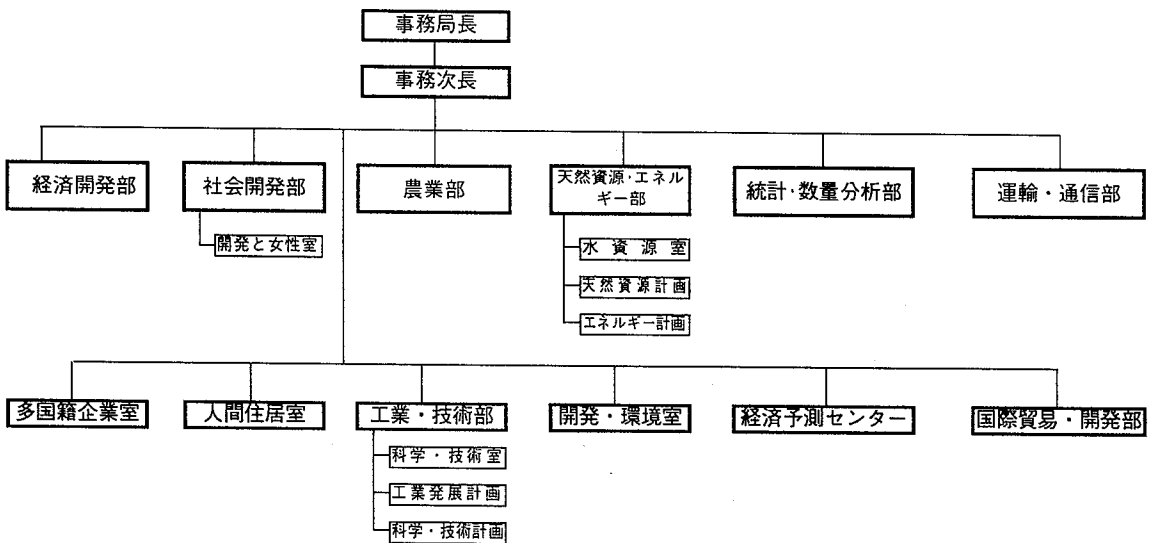 事務局長
事務次長
経済開発部
社会開発部
農業部
天然資源・エネル
ギー部
統計・数量分析部
運輸・通信部
開発と女性室
水資源室
天然資源計画
エネルギー計画
多国籍企業室
人間住居室
工業・技術部
開発・環境室
経済予測センター
国際貿易・開発部
科学・技術室
工業発展計画
科学・技術計画